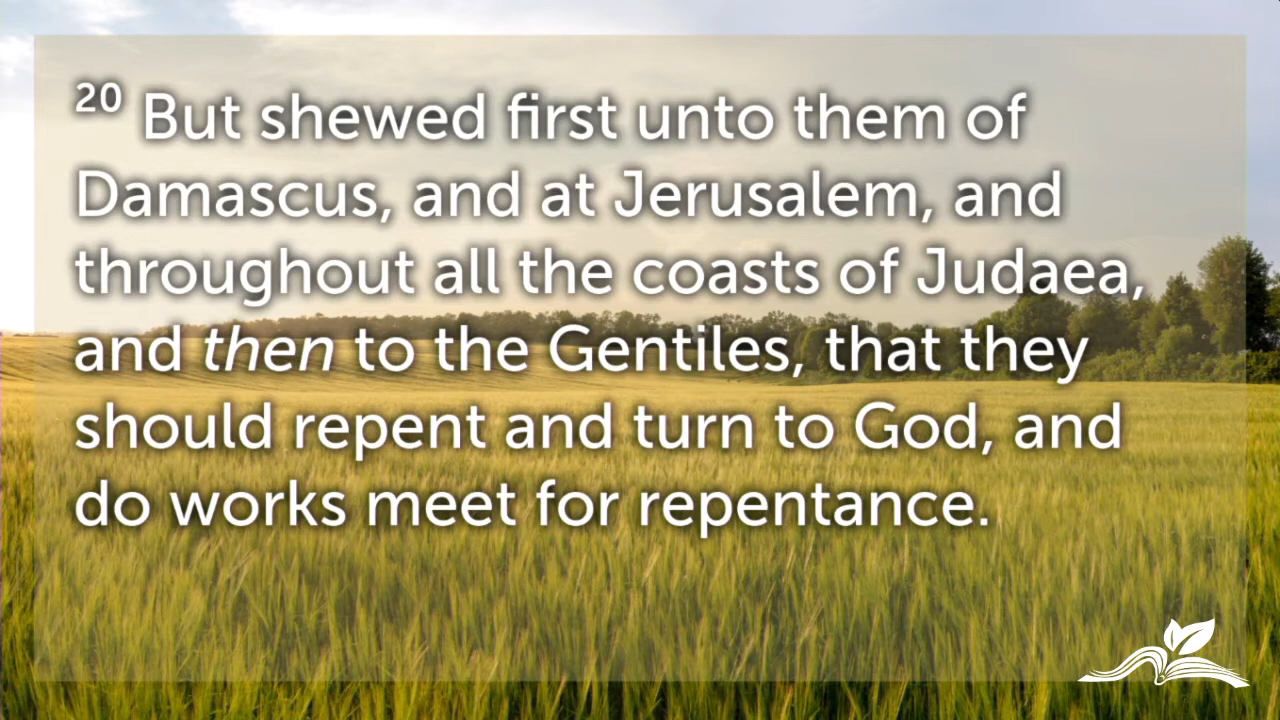 20 But shewed first unto them of
Damascus, and at Jerusalem, and
throughout all the coasts of Judaea,
and then to the Gentiles, that they
should repent and turn to God, and
do works meet for repentance.